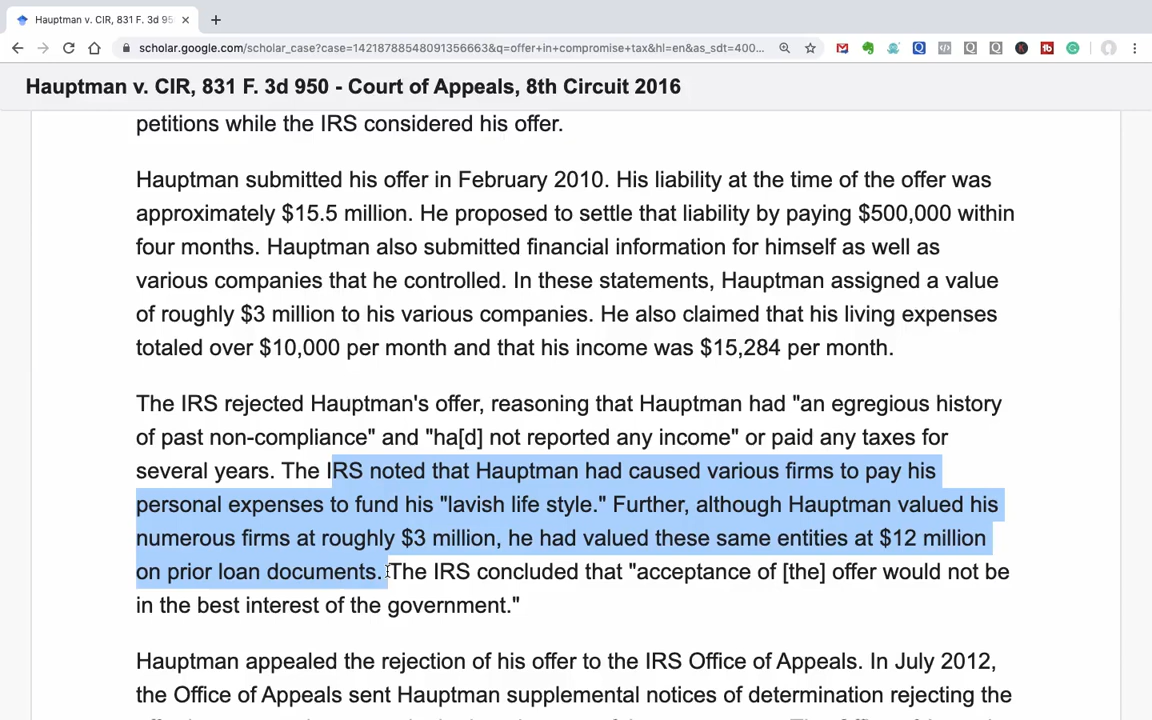 Hauptman v. CIR, 831 F. 3d 95
scholar.google.com/scholar_case?case=14218788548091356663&q=offer+in+compromise+tax&hl=en&as_sdt=400...
Hauptman v. CIR, 831 F. 3d 950 - Court of Appeals, 8th Circuit 2016
petitions while the IRS considered his offer.
Hauptman submitted his offer in February 2010. His liability at the time of the offer was
approximately $15.5 million. He proposed to settle that liability by paying $500,000 within
four months. Hauptman also submitted financial information for himself as well as
various companies that he controlled. In these statements, Hauptman assigned a value
of roughly $3 million to his various companies. He also claimed that his living expenses
totaled over $10,000 per month and that his income was $15,284 per month.
The IRS rejected Hauptman's offer, reasoning that Hauptman had "an egregious history
of past non-compliance" and "ha[d] not reported any income" or paid any taxes for
several years. The IRS noted that Hauptman had caused various firms to pay his
personal expenses to fund his "lavish life style." Further, although Hauptman valued his
numerous firms at roughly $3 million, he had valued these same entities at $12 million
on prior loan documents. The IRS concluded that "acceptance of [the] offer would not be
in the best interest of the government."
Hauptman appealed the rejection of his offer to the IRS Office of Appeals. In July 2012,
the Office of Appeals sent Hauptman supplemental notices of determination rejecting the